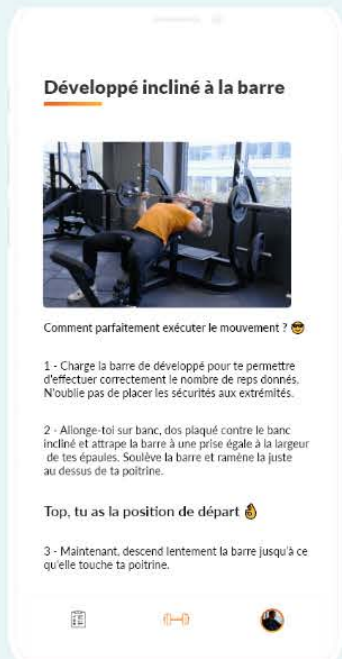 Développé incliné à la barre
Comment parfaitement exécuter le mouvement ? 😎
1 - Charge la barre de développé pour te permettre
d'effectuer correctement le nombre de reps donnés.
N'oublie pas de placer les sécurités aux extrémités.
2 - Allonge-toi sur banc, dos plaqué contre le banc
incliné et attrape la barre à une prise égale à la largeur
de tes épaules. Soulève la barre et ramène la juste
au dessus de ta poitrine.
Top, tu as la position de départ 👌
3 - Maintenant, descend lentement la barre jusqu'à ce
qu'elle touche ta poitrine.